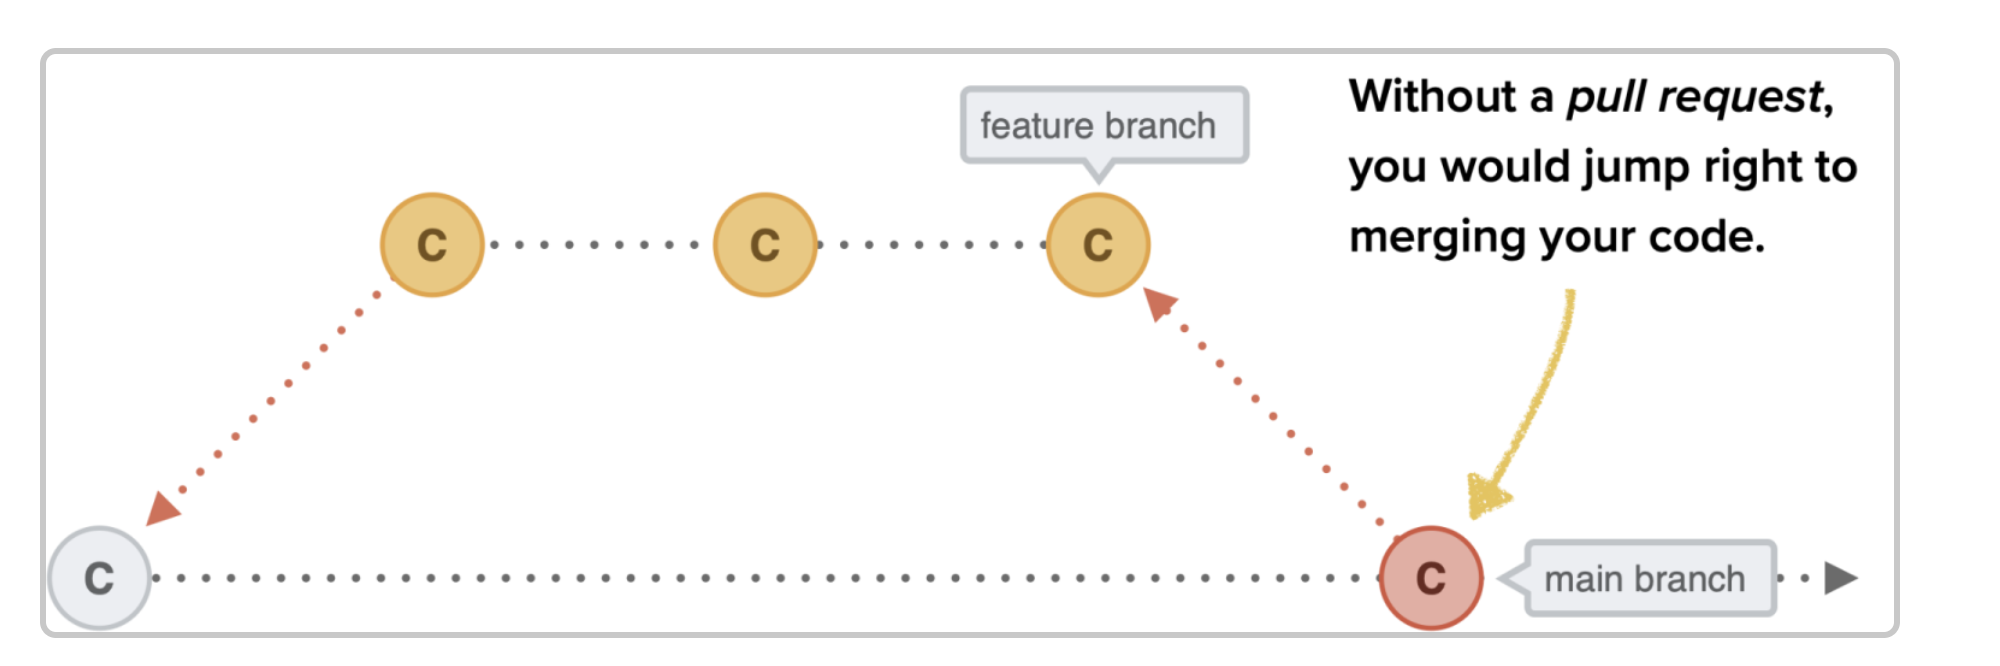 Without a pull request,
you would jump right to
merging your code.
feature branch
C
C
C
C
C
main branch